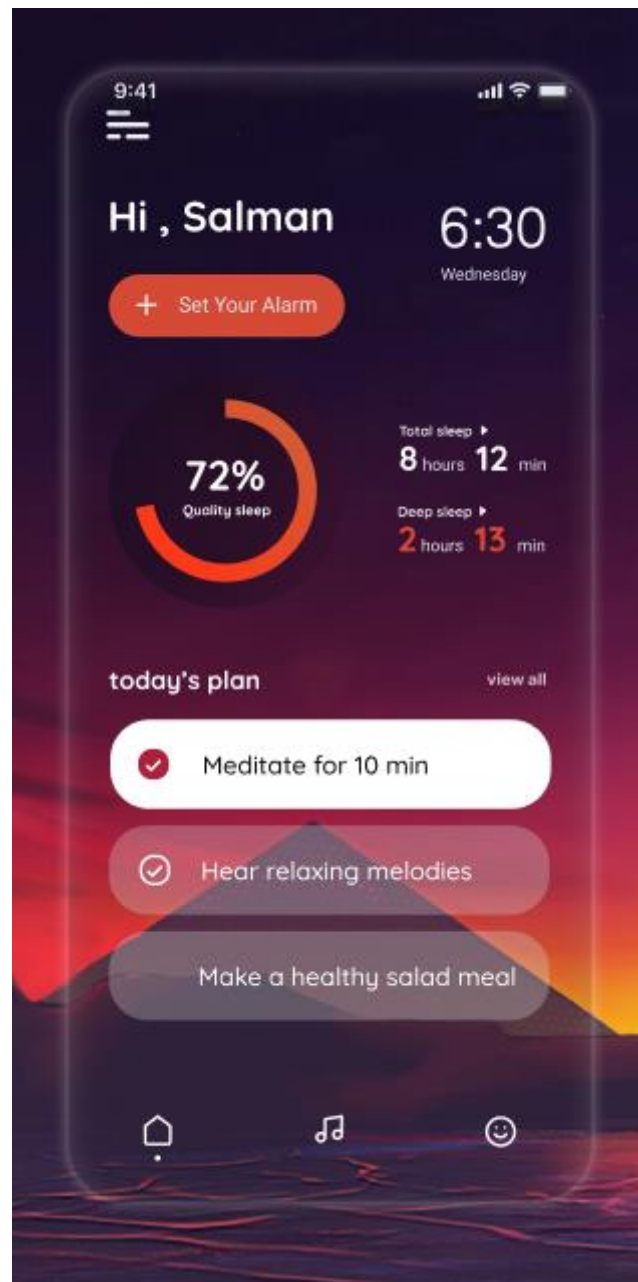 9:41
Hi , Salman
6:30
Wednesday
+ Set Your Alarm
72%
Quality sleep
Total sleep
8 hours 12 min
Deep sleep
2 hours 13 min
today's plan
view all
Meditate for 10 min
Hear relaxing melodies
Make a healthy salad meal